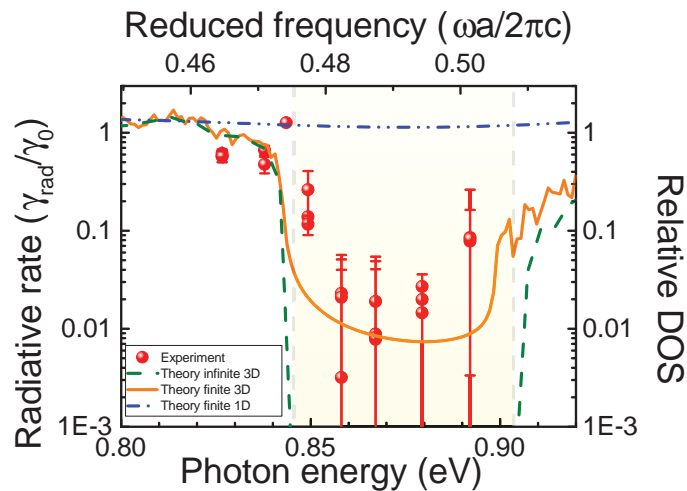 Reduced frequency (ωa/2πc)
0.46 0.48 0.50
Radiative rate (γrad/γ0)
1
0.1
0.01
1E-3
1
0.1
0.01
1E-3
Relative DOS
Experiment
Theory infinite 3D
Theory finite 3D
Theory finite 1D
0.80 0.85 0.90
Photon energy (eV)